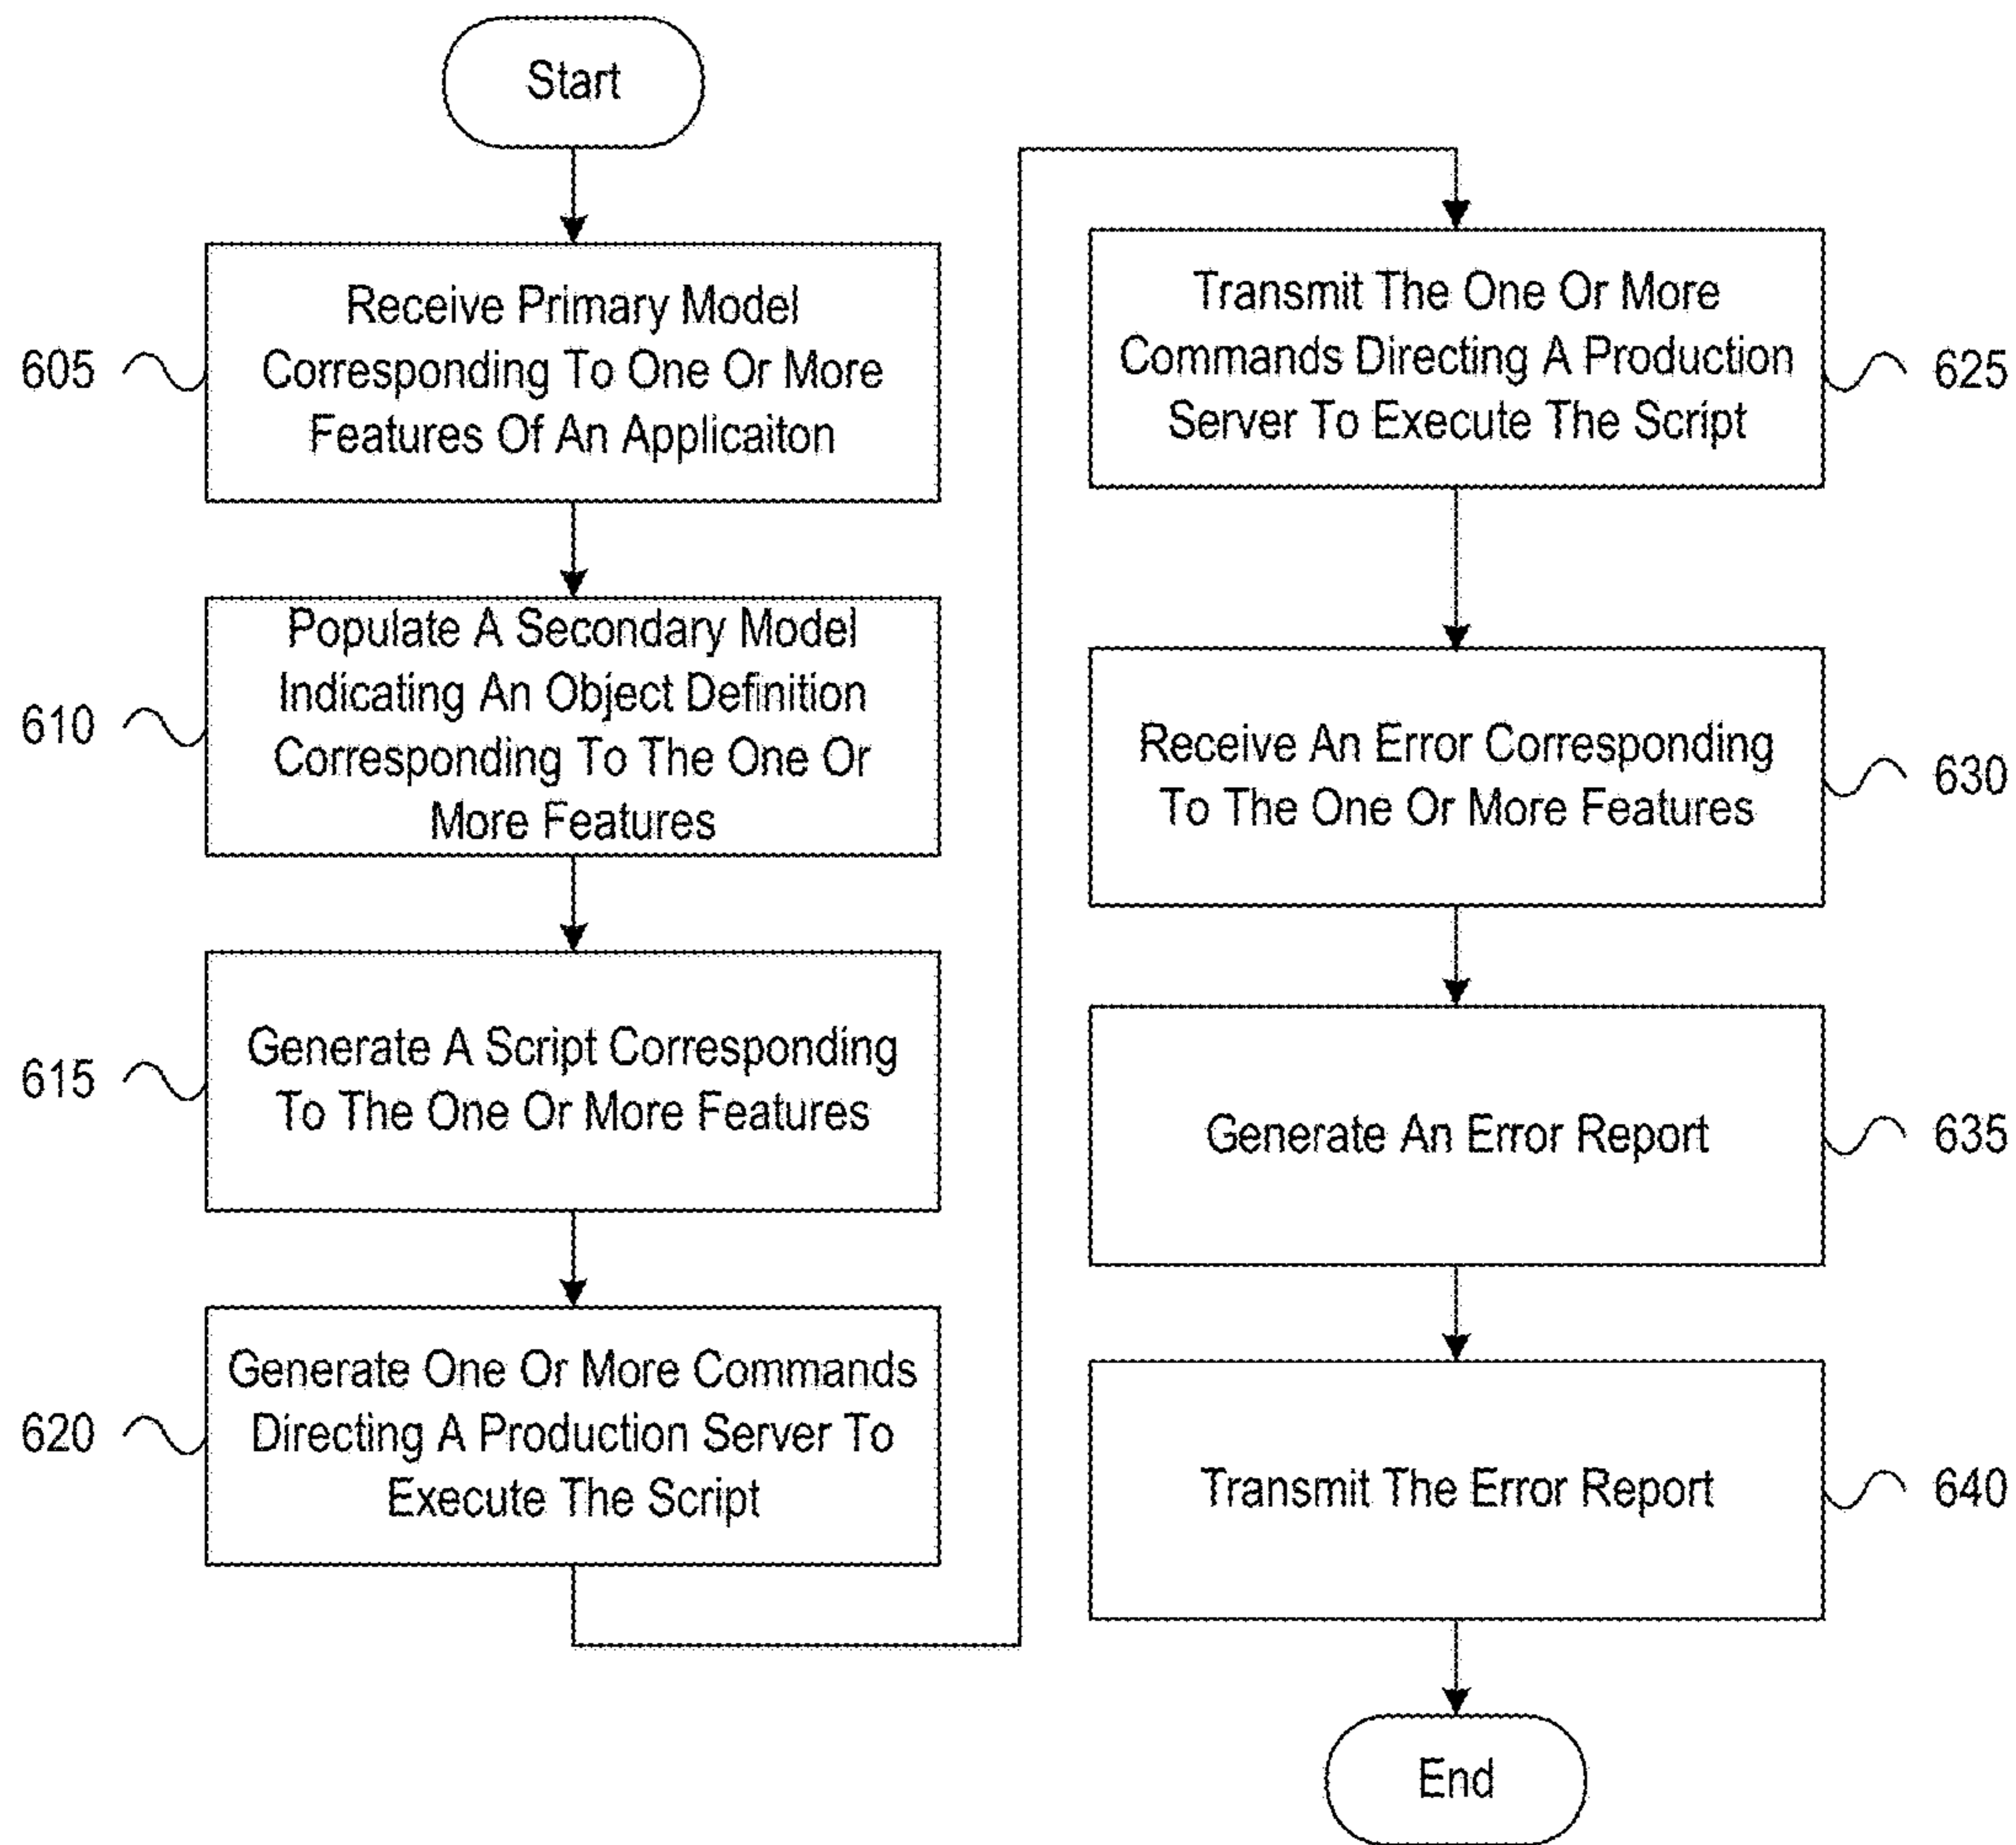 Start
605
Receive Primary Model
Corresponding To One Or More
Features Of An Applicaiton
610
Populate A Secondary Model
Indicating An Object Definition
Corresponding To The One Or
More Features
615
Generate A Script Corresponding
To The One Or More Features
620
Generate One Or More Commands
Directing A Production Server To
Execute The Script
Transmit The One Or More
Commands Directing A Production
Server To Execute The Script
625
Receive An Error Corresponding
To The One Or More Features
630
Generate An Error Report
635
Transmit The Error Report
640
End